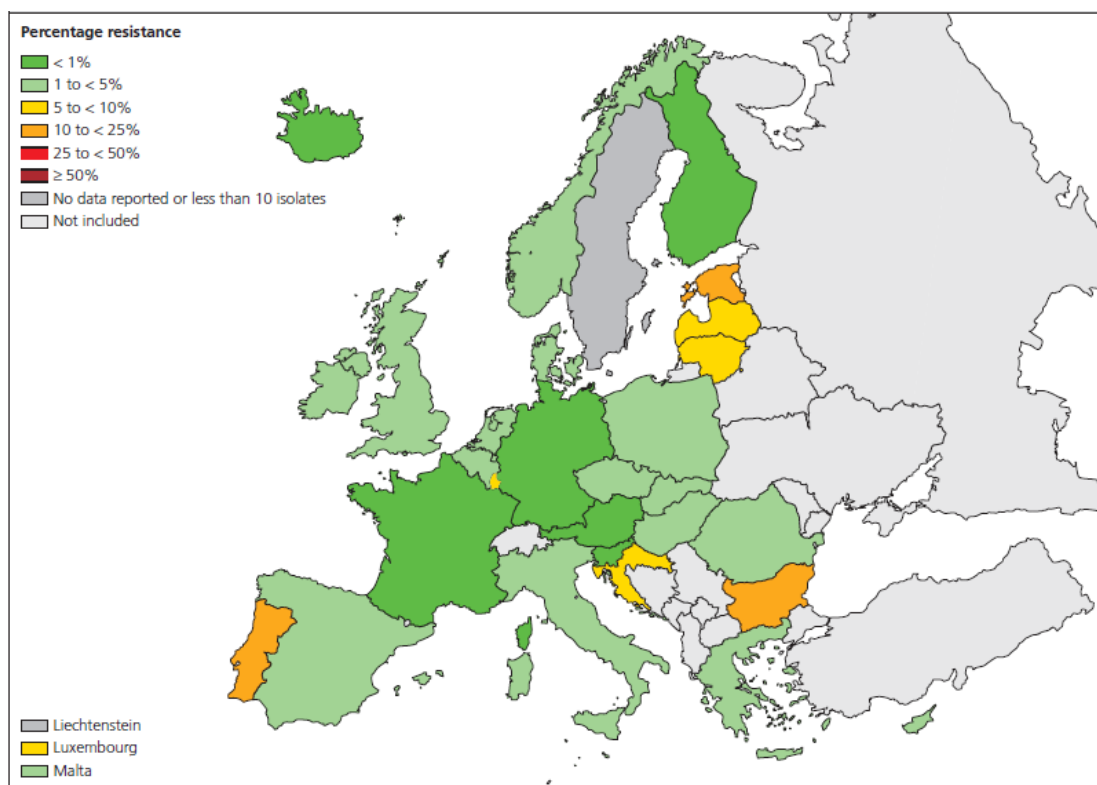 Percentage resistance
< 1%
1 to < 5%
5 to < 10%
10 to < 25%
25 to < 50%
≥ 50%
No data reported or less than 10 isolates
Not included
Liechtenstein
Luxembourg
Malta